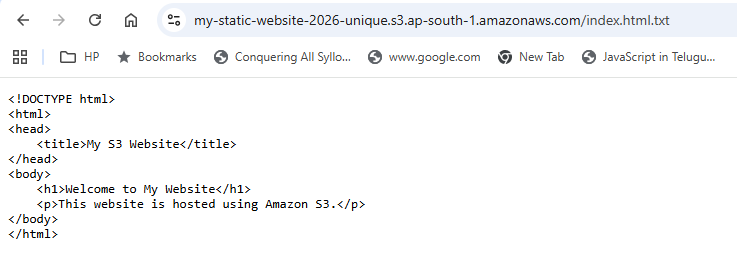 my-static-website-2026-unique.s3.ap-south-1.amazonaws.com/index.html.txt
HP Bookmarks Conquering All Syllo... www.google.com New Tab JavaScript in Telugu...
<!DOCTYPE html>
<html>
<head>
    <title>My S3 Website</title>
</head>
<body>
    <h1>Welcome to My Website</h1>
    <p>This website is hosted using Amazon S3.</p>
</body>
</html>